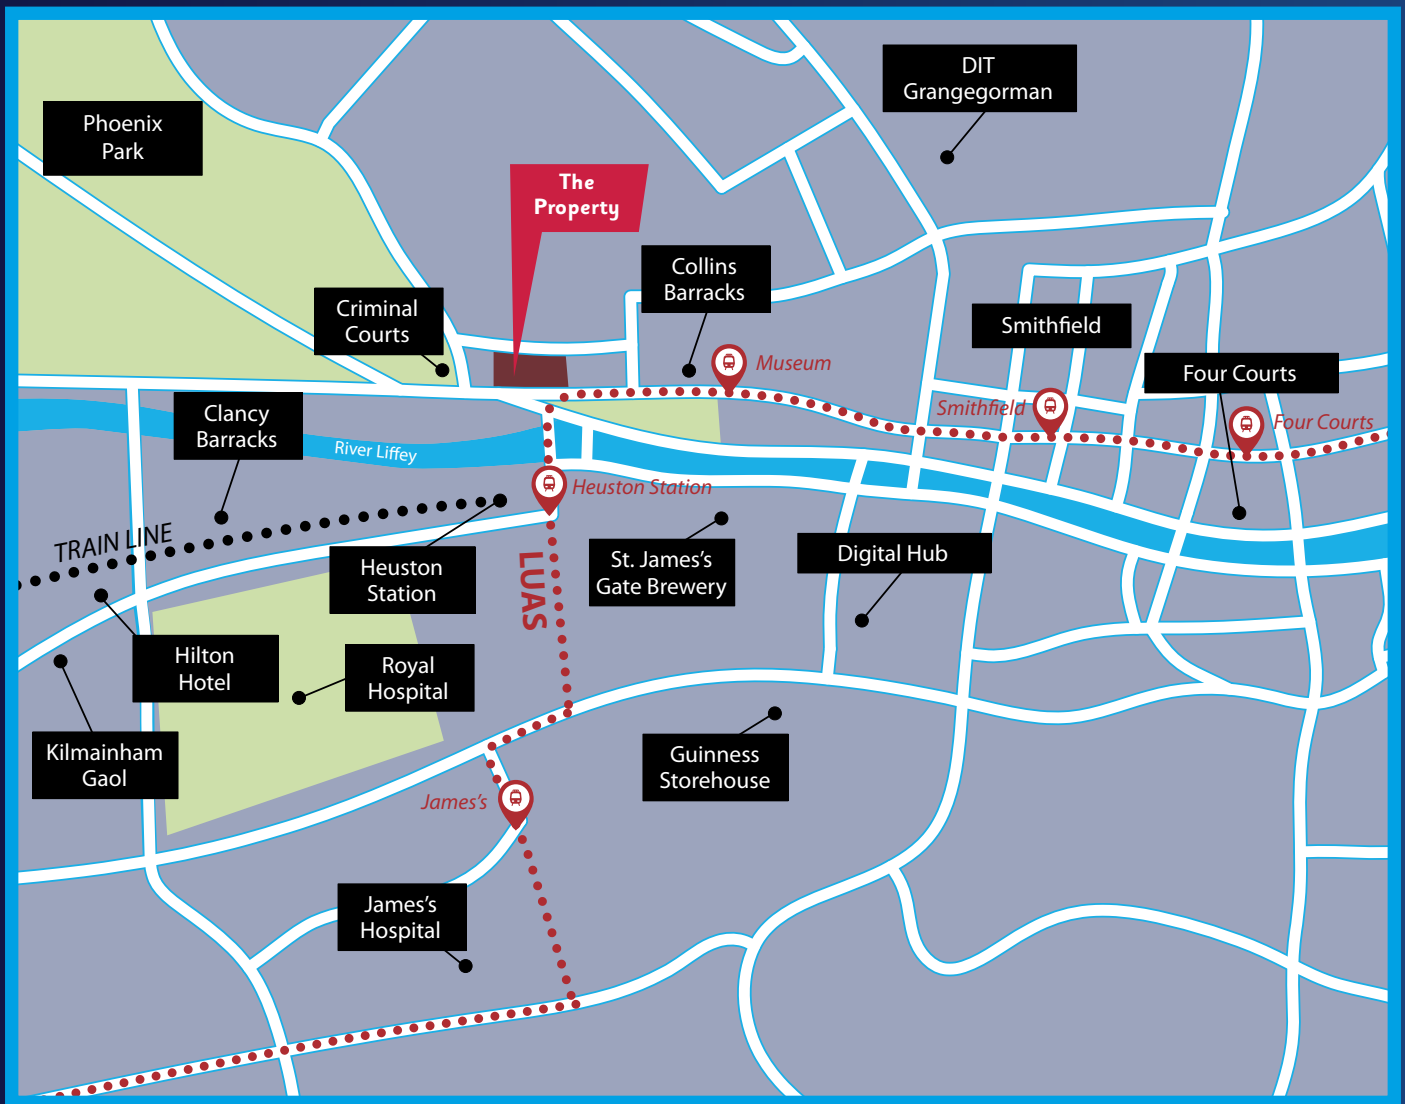 DIT
Grangegorman
Phoenix
Park
The
Property
Collins
Barracks
Criminal
Courts
Smithfield
Museum
Four Courts
Smithfield
Four Courts
Clancy
Barracks
River Liffey
Heuston Station
TRAIN LINE
LUAS
St. James’s
Gate Brewery
Digital Hub
Heuston
Station
Hilton
Hotel
Royal
Hospital
Kilmainham
Gaol
Guinness
Storehouse
James’s
James’s
Hospital